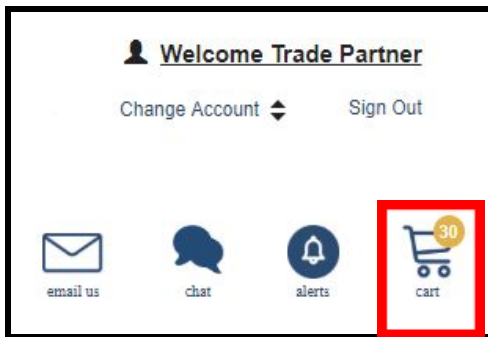 Welcome Trade Partner
Change Account Sign Out
30
email us chat alerts cart